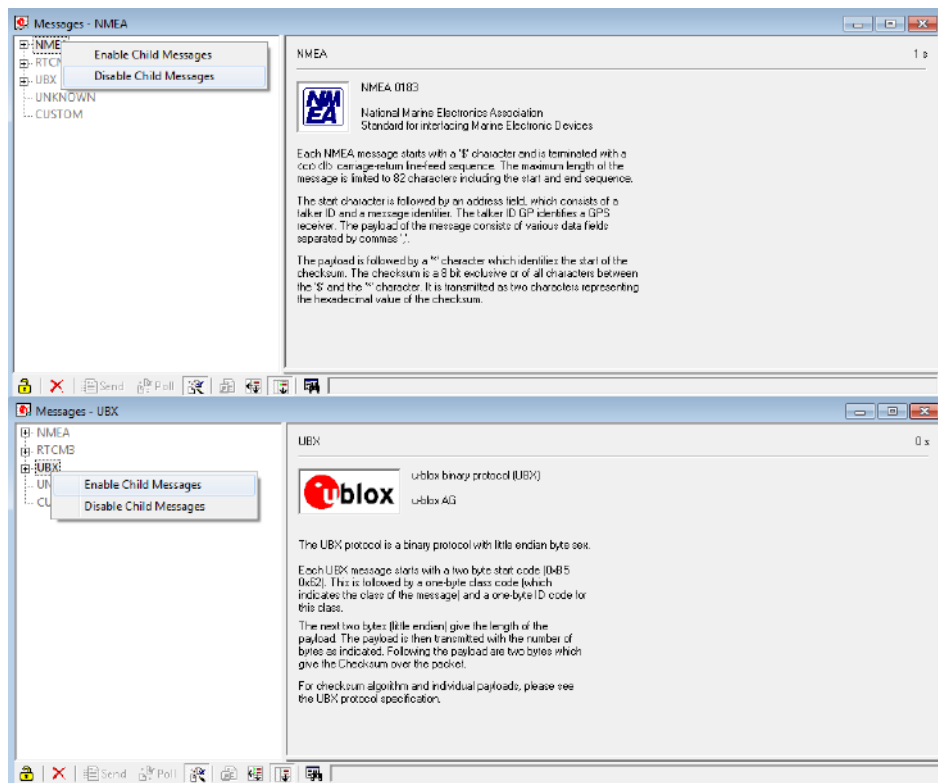 Messages - NMEA
NMEA
Enable Child Messages
Disable Child Messages
UBX
UNKNOWN
CUSTOM
NMEA
1 s
NMEA
NMEA 0183
National Marine Electronics Association
Standard for interfacing Marine Electronic Devices
Each NMEA message starts with a '$' character and is terminated with a
carriage-return line-feed sequence. The maximum length of the
message is limited to 82 characters including the start and end sequence.
The start character is followed by an address field, which consists of a
talker ID and a message identifier. The talker ID GP identifies a GPS
receiver. The payload of the message consists of various data fields
separated by commas ','.
The payload is followed by a '*' character which identifies the start of the
checksum. The checksum is a 8 bit exclusive or of all characters between
the '$' and the '*' character. It is transmitted as two characters representing
the hexadecimal value of the checksum.
Send
Poll
Messages - UBX
NMEA
RTCM3
UBX
Enable Child Messages
Disable Child Messages
UN
CU
UBX
0 s
ublox
u-blox binary protocol (UBX)
u-blox AG
The UBX protocol is a binary protocol with little endian byte sex.
Each UBX message starts with a two byte start code (0xB5
0x62). This is followed by a one-byte class code (which
indicates the class of the message) and a one-byte ID code for
this class.
The next two bytes (little endian) give the length of the
payload. The payload is then transmitted with the number of
bytes as indicated. Following the payload are two bytes which
give the Checksum over the packet.
For checksum algorithm and individual payloads, please see
the UBX protocol specification.
Send
Poll